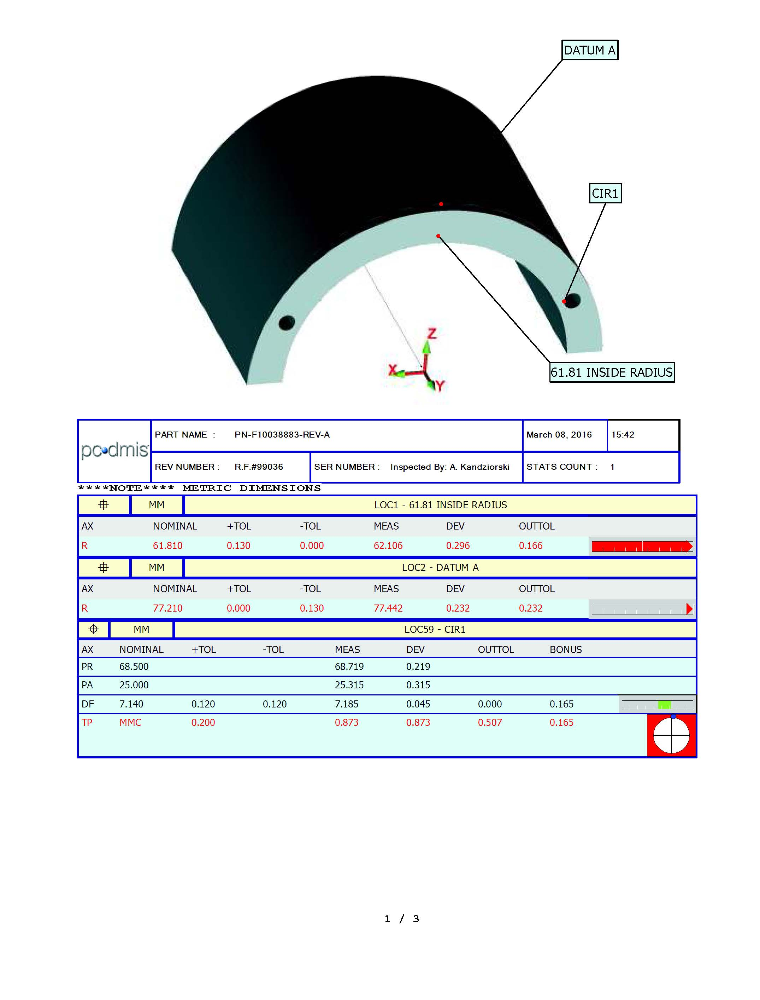 DATUM A
CIR1
Z
X
Y
61.81 INSIDE RADIUS
pc dmis PART NAME : PN-F10038883-REV-A March 08, 2016 15:42
REV NUMBER : R.F.#99036 SER NUMBER : Inspected By: A. Kandziorski STATS COUNT : 1
****NOTE**** METRIC DIMENSIONS
⌖ MM LOC1 - 61.81 INSIDE RADIUS
AX NOMINAL +TOL -TOL MEAS DEV OUTTOL
R 61.810 0.130 0.000 62.106 0.296 0.166
⌖ MM LOC2 - DATUM A
AX NOMINAL +TOL -TOL MEAS DEV OUTTOL
R 77.210 0.000 0.130 77.442 0.232 0.232
⌖ MM LOC59 - CIR1
AX NOMINAL +TOL -TOL MEAS DEV OUTTOL BONUS
PR 68.500 68.719 0.219
PA 25.000 25.315 0.315
DF 7.140 0.120 0.120 7.185 0.045 0.000 0.165
TP MMC 0.200 0.873 0.873 0.507 0.165
1 / 3